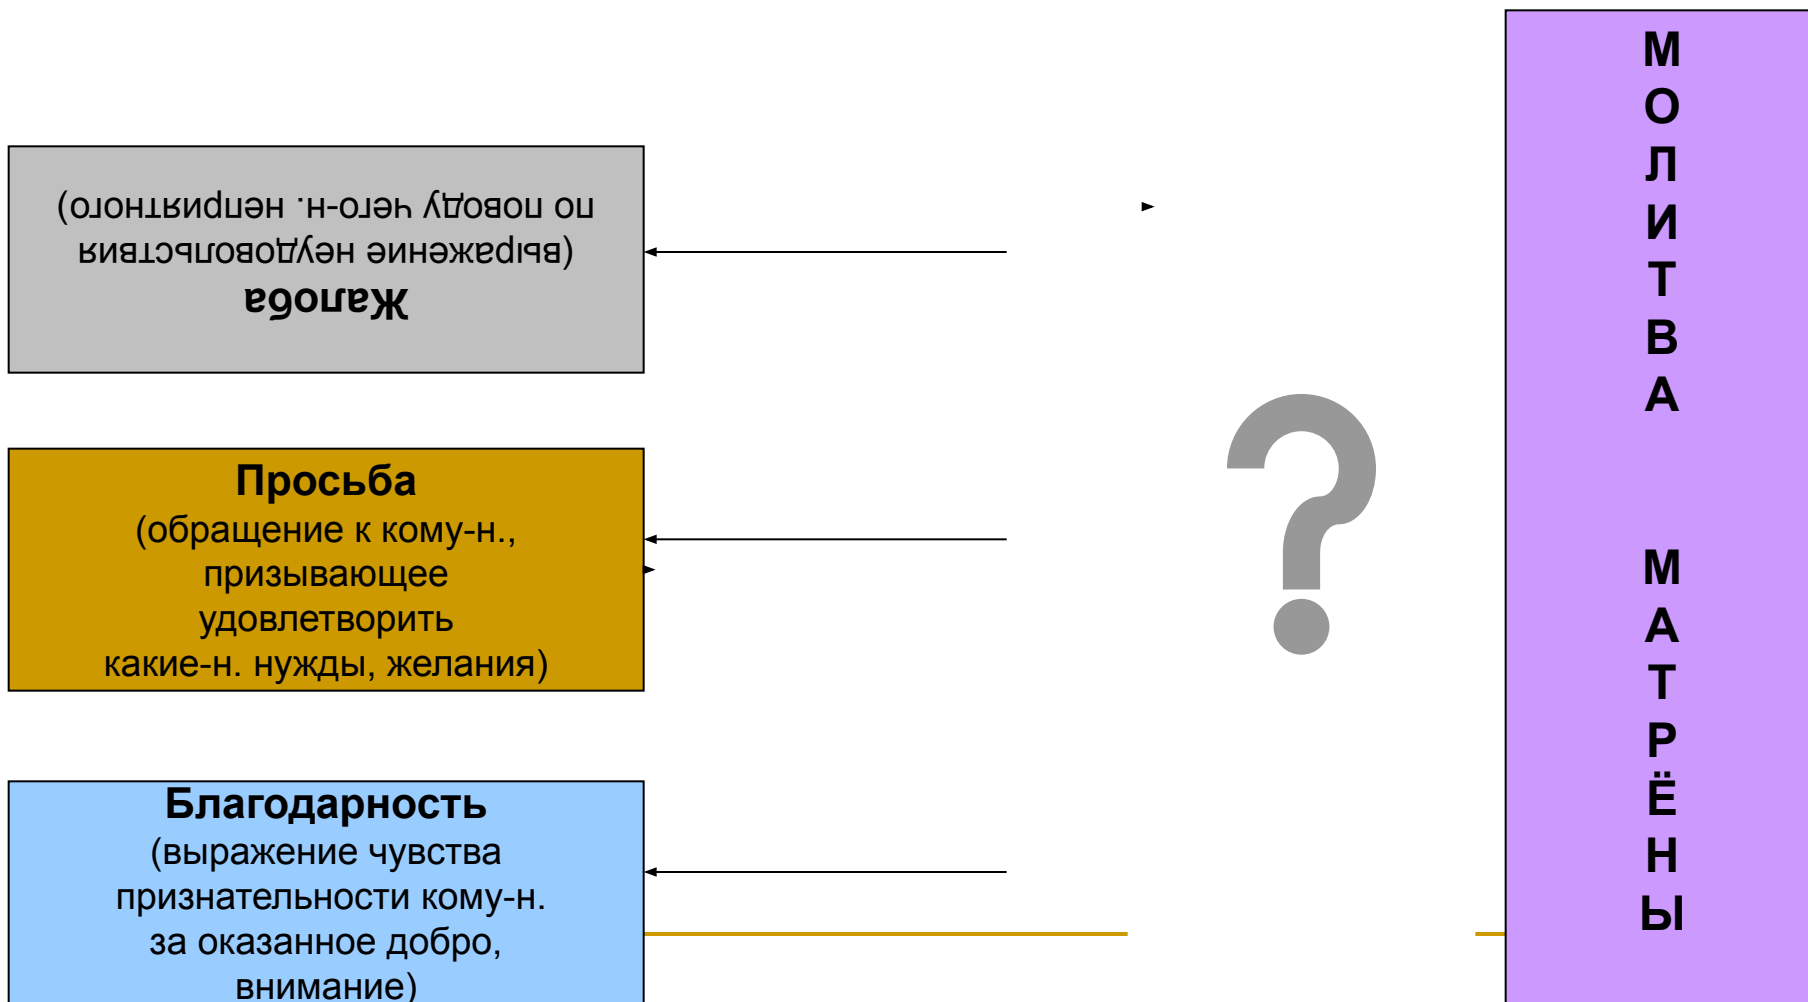 Жалоба
(выражение неудовольствия
по поводу чего-н. неприятного)
Просьба
(обращение к кому-н.,
призывающее
удовлетворить
какие-н. нужды, желания)
Благодарность
(выражение чувства
признательности кому-н.
за оказанное добро,
внимание)
?
М
О
Л
И
Т
В
А
М
А
Т
Р
Ё
Н
Ы